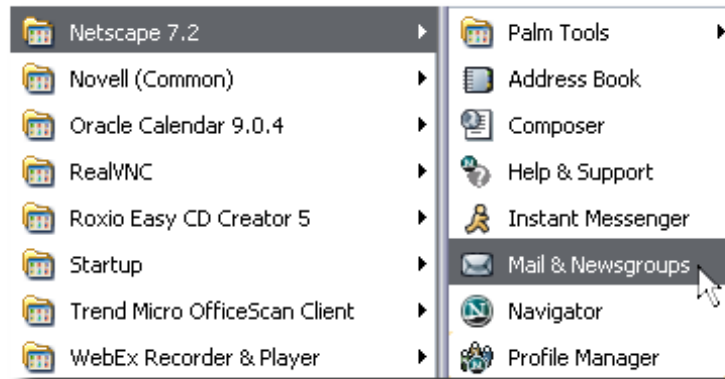 Netscape 7.2
Novell (Common)
Oracle Calendar 9.0.4
RealVNC
Roxio Easy CD Creator 5
Startup
Trend Micro OfficeScan Client
WebEx Recorder & Player
Palm Tools
Address Book
Composer
Help & Support
Instant Messenger
Mail & Newsgroups
Navigator
Profile Manager